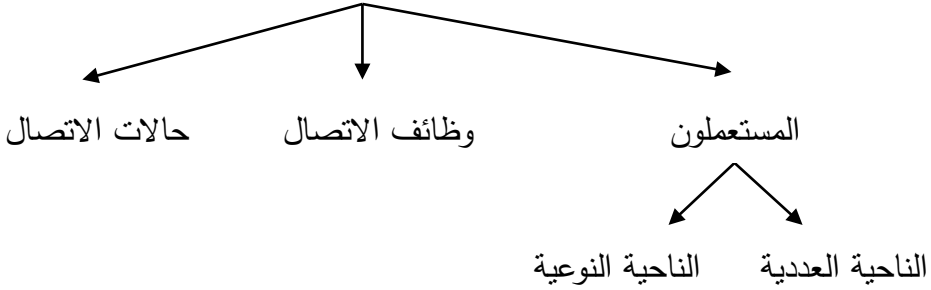 المستعملون وظائف الاتصال حالات الاتصال
الناحية العددية الناحية النوعية